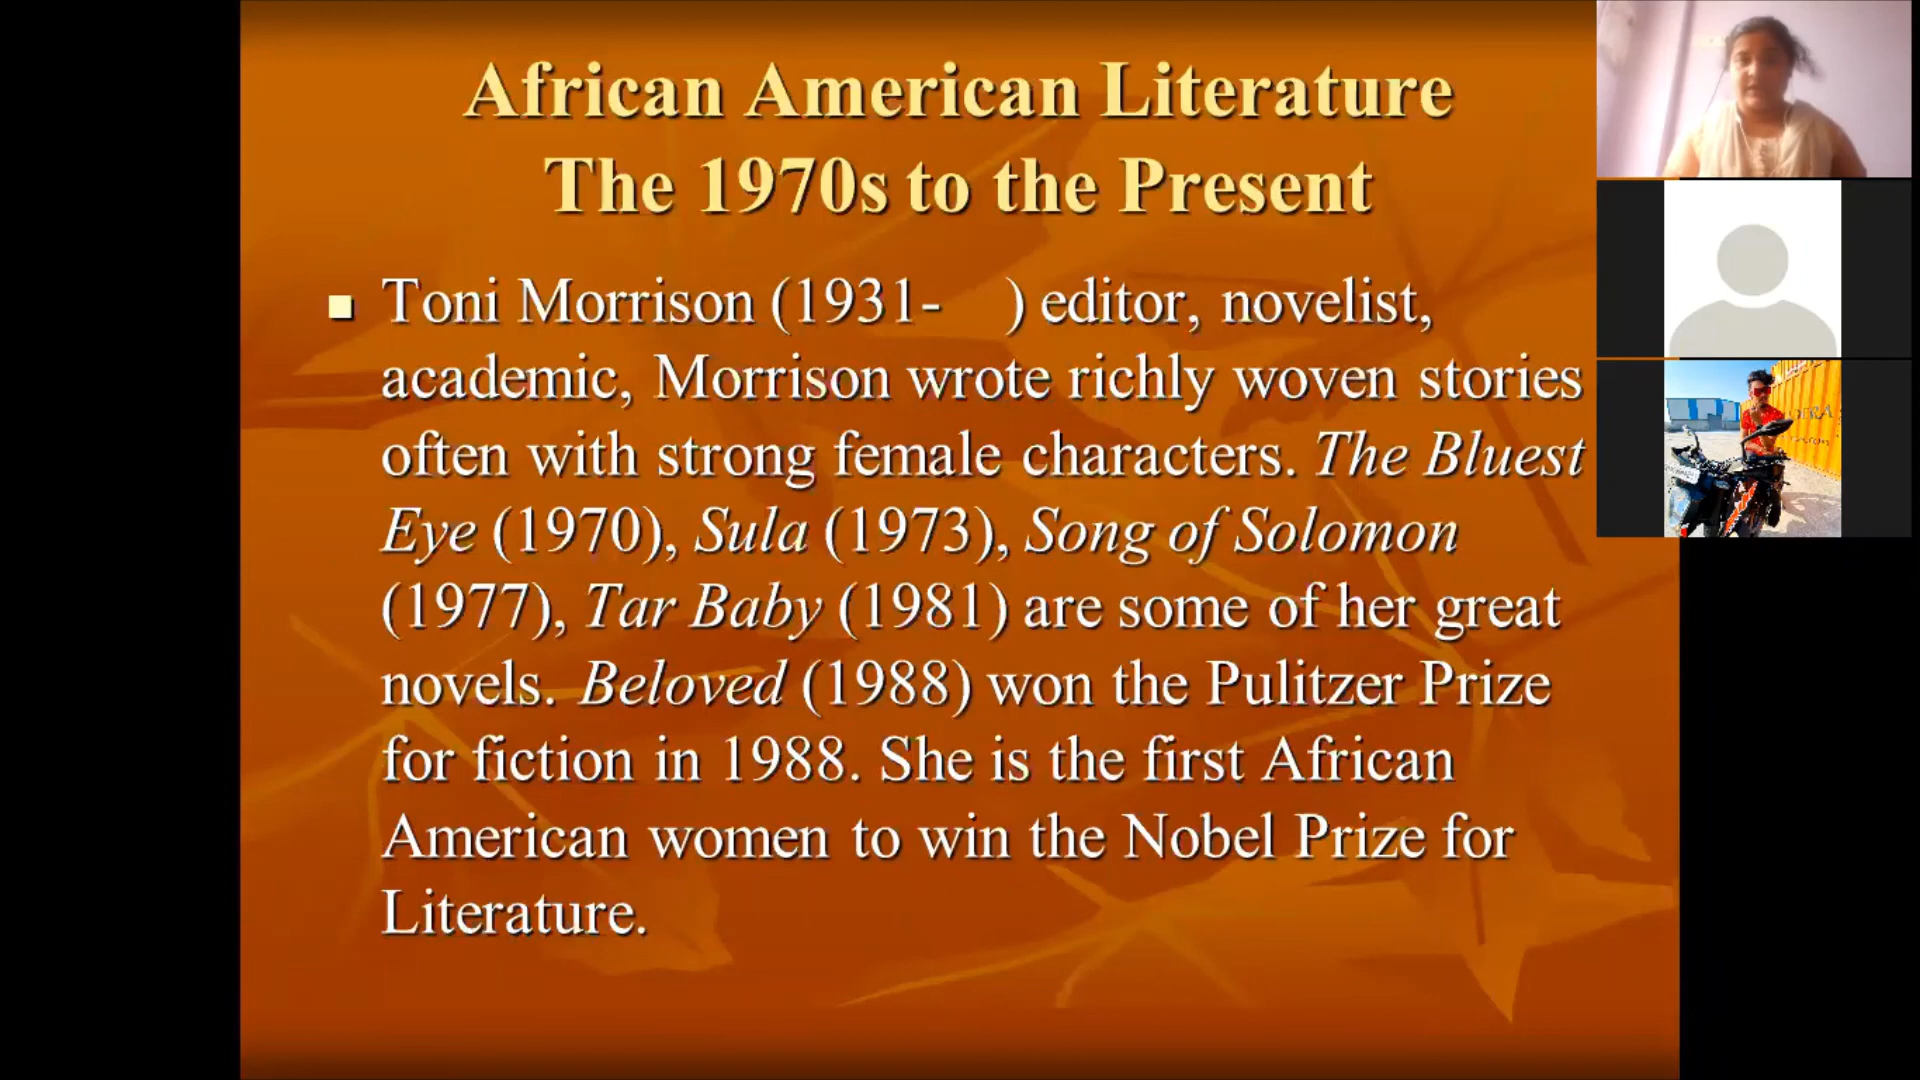 African American Literature
The 1970s to the Present
Toni Morrison (1931- ) editor, novelist,
academic, Morrison wrote richly woven stories
often with strong female characters. The Bluest
Eye (1970), Sula (1973), Song of Solomon
(1977), Tar Baby (1981) are some of her great
novels. Beloved (1988) won the Pulitzer Prize
for fiction in 1988. She is the first African
American women to win the Nobel Prize for
Literature.